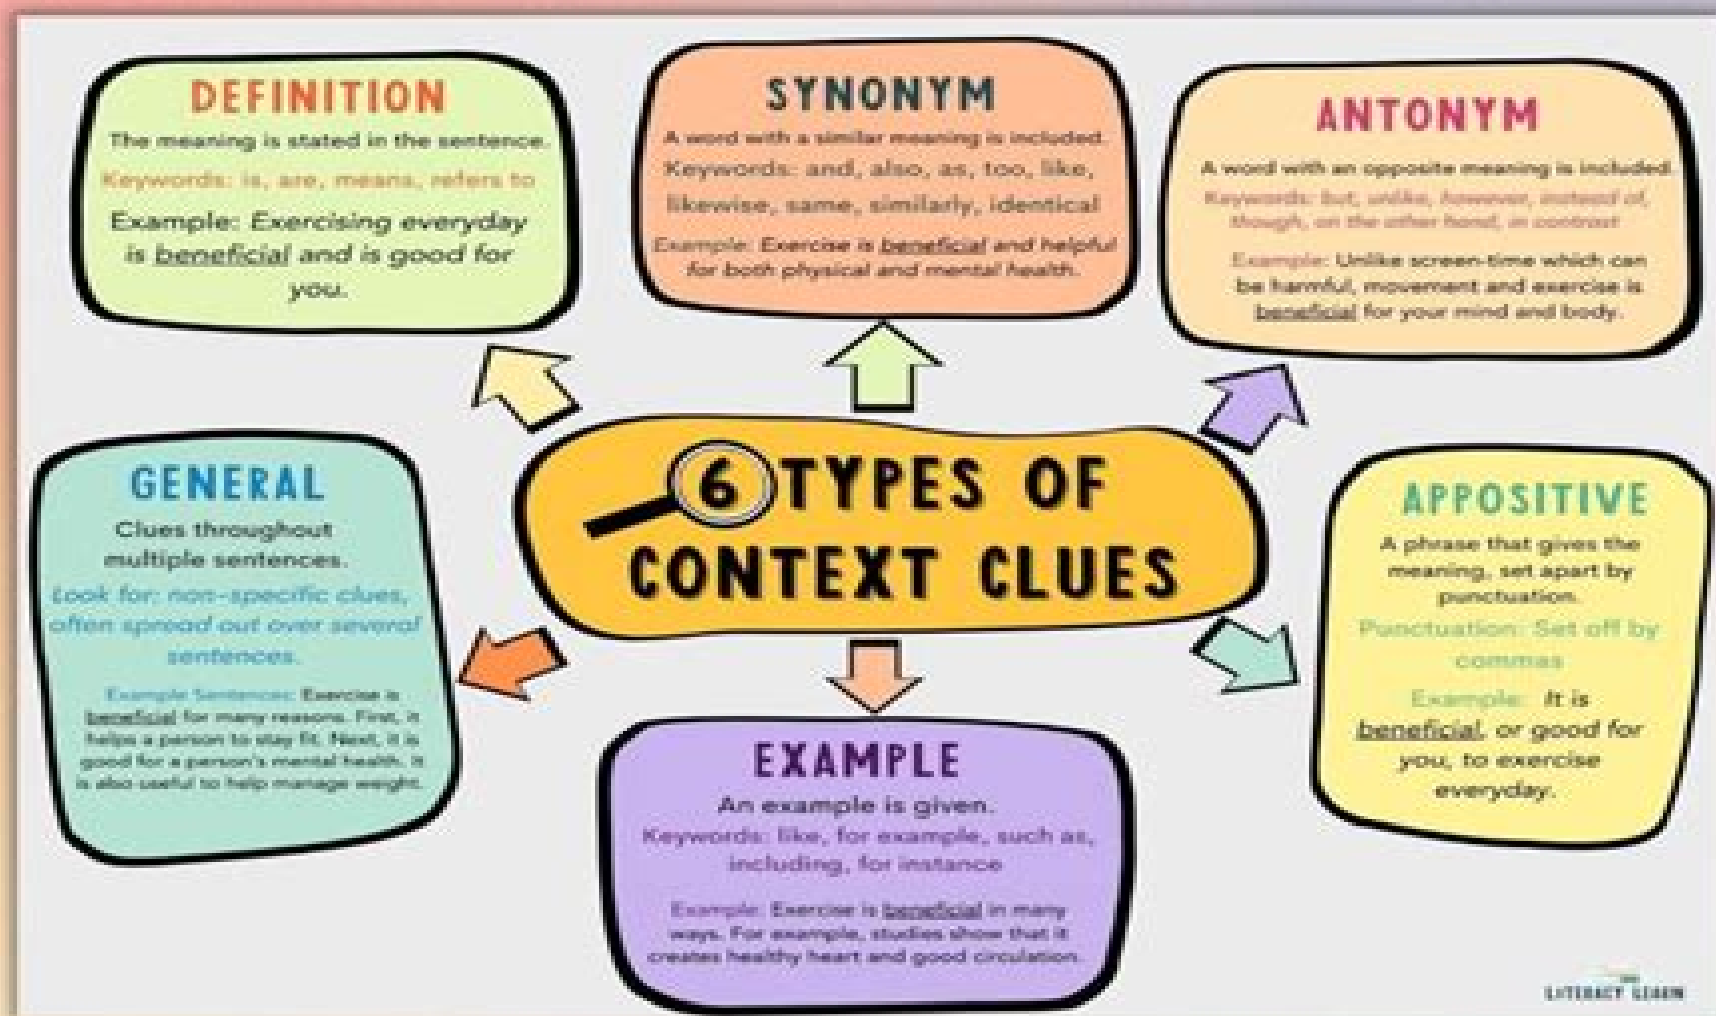 DEFINITION
The meaning is stated in the sentence.
Keywords: is, are, means, refers to
Example: Exercising everyday
is beneficial and is good for
you.
SYNONYM
A word with a similar meaning is included.
Keywords: and, also, as, too, like,
likewise, same, similarly, identical
Example: Exercise is beneficial and helpful
for both physical and mental health.
ANTONYM
A word with an opposite meaning is included.
Keywords: but, unlike, however, instead of,
though, on the other hand, in contrast
Example: Unlike screen-time which can
be harmful, movement and exercise is
beneficial for your mind and body.
6 TYPES OF
CONTEXT CLUES
GENERAL
Clues throughout
multiple sentences.
Look for: non-specific clues,
often spread out over several
sentences.
Example Sentences: Exercise is
beneficial for many reasons. First, it
helps a person to stay fit. Next, it is
good for a person's mental health. It
is also useful to help manage weight.
EXAMPLE
An example is given.
Keywords: like, for example, such as,
including, for instance
Example: Exercise is beneficial in many
ways. For example, studies show that it
creates healthy heart and good circulation.
APPOSITIVE
A phrase that gives the
meaning, set apart by
punctuation.
Punctuation: Set off by
commas
Example: It is
beneficial, or good for
you, to exercise
everyday.
LITERACY LEARN